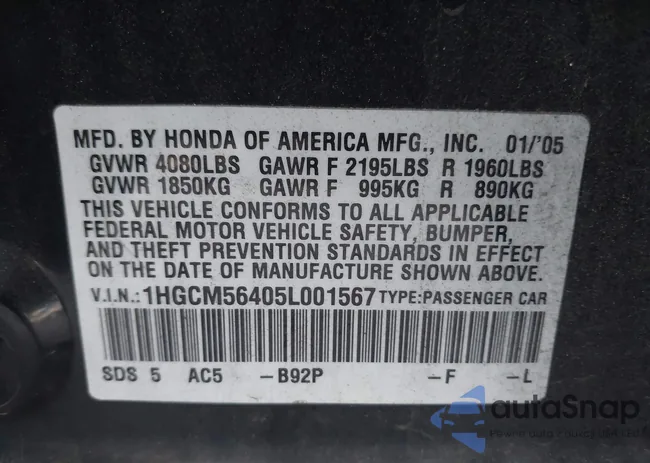 MFD. BY HONDA OF AMERICA MFG., INC. 01/'05
GVWR 4080LBS GAWR F 2195LBS R 1960LBS
GVWR 1850KG GAWR F 995KG R 890KG
THIS VEHICLE CONFORMS TO ALL APPLICABLE
FEDERAL MOTOR VEHICLE SAFETY, BUMPER,
AND THEFT PREVENTION STANDARDS IN EFFECT
ON THE DATE OF MANUFACTURE SHOWN ABOVE.
V.I.N.: 1HGCM56405L001567 TYPE: PASSENGER CAR
SDS 5 AC5 -B92P -F -L
autoSnap